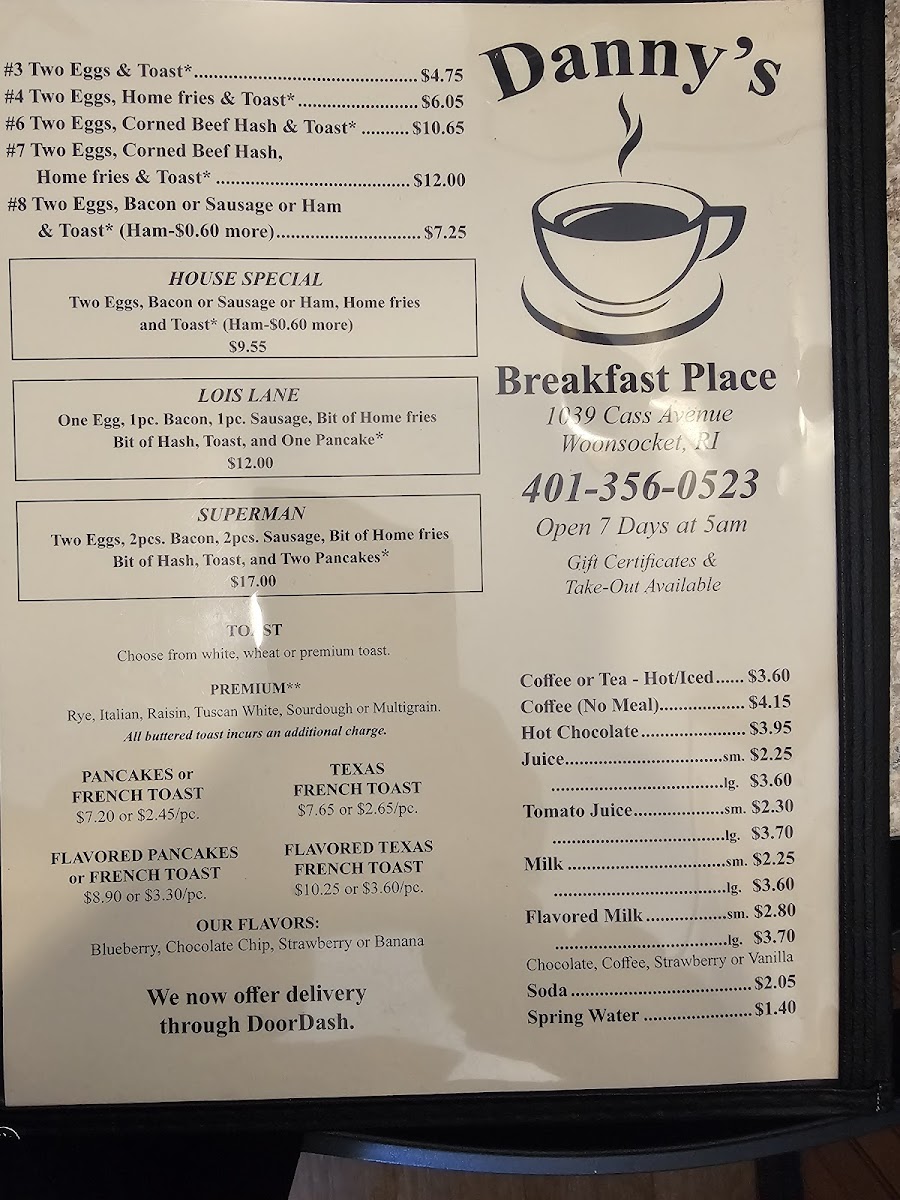 #3 Two Eggs & Toast*........................................ $4.75
#4 Two Eggs, Home fries & Toast*...................... $6.05
#6 Two Eggs, Corned Beef Hash & Toast* .......... $10.65
#7 Two Eggs, Corned Beef Hash,
Home fries & Toast* ................................... $12.00
#8 Two Eggs, Bacon or Sausage or Ham
& Toast* (Ham-$0.60 more).......................... $7.25
HOUSE SPECIAL
Two Eggs, Bacon or Sausage or Ham, Home fries
and Toast* (Ham-$0.60 more)
$9.55
LOIS LANE
One Egg, 1pc. Bacon, 1pc. Sausage, Bit of Home fries
Bit of Hash, Toast, and One Pancake*
$12.00
SUPERMAN
Two Eggs, 2pcs. Bacon, 2pcs. Sausage, Bit of Home fries
Bit of Hash, Toast, and Two Pancakes*
$17.00
TOAST
Choose from white, wheat or premium toast.
PREMIUM**
Rye, Italian, Raisin, Tuscan White, Sourdough or Multigrain.
All buttered toast incurs an additional charge.
PANCAKES or
FRENCH TOAST
$7.20 or $2.45/pc.
TEXAS
FRENCH TOAST
$7.65 or $2.65/pc.
FLAVORED PANCAKES
or FRENCH TOAST
$8.90 or $3.30/pc.
FLAVORED TEXAS
FRENCH TOAST
$10.25 or $3.60/pc.
OUR FLAVORS:
Blueberry, Chocolate Chip, Strawberry or Banana
We now offer delivery
through DoorDash.
Danny's
Breakfast Place
1039 Cass Avenue
Woonsocket, RI
401-356-0523
Open 7 Days at 5am
Gift Certificates &
Take-Out Available
Coffee or Tea - Hot/Iced...... $3.60
Coffee (No Meal)................. $4.15
Hot Chocolate....................... $3.95
Juice..................................sm. $2.25
.....................................lg. $3.60
Tomato Juice....................sm. $2.30
.....................................lg. $3.70
Milk ..................................sm. $2.25
.....................................lg. $3.60
Flavored Milk ..................sm. $2.80
.....................................lg. $3.70
Chocolate, Coffee, Strawberry or Vanilla
Soda....................................... $2.05
Spring Water ....................... $1.40